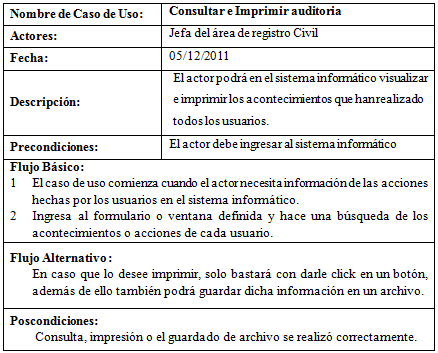 Nombre de Caso de Uso: Consultar e Imprimir auditoria
Actores: Jefa del área de registro Civil
Fecha: 05/12/2011
Descripción: El actor podrá en el sistema informático visualizar
e imprimir los acontecimientos que han realizado
todos los usuarios.
Precondiciones: El actor debe ingresar al sistema informático
Flujo Básico:
1 El caso de uso comienza cuando el actor necesita información de las acciones
hechas por los usuarios en el sistema informático.
2 Ingresa al formulario o ventana definida y hace una búsqueda de los
acontecimientos o acciones de cada usuario.
Flujo Alternativo:
En caso que lo desee imprimir, solo bastará con darle click en un botón,
además de ello también podrá guardar dicha información en un archivo.
Poscondiciones:
Consulta, impresión o el guardado de archivo se realizó correctamente.